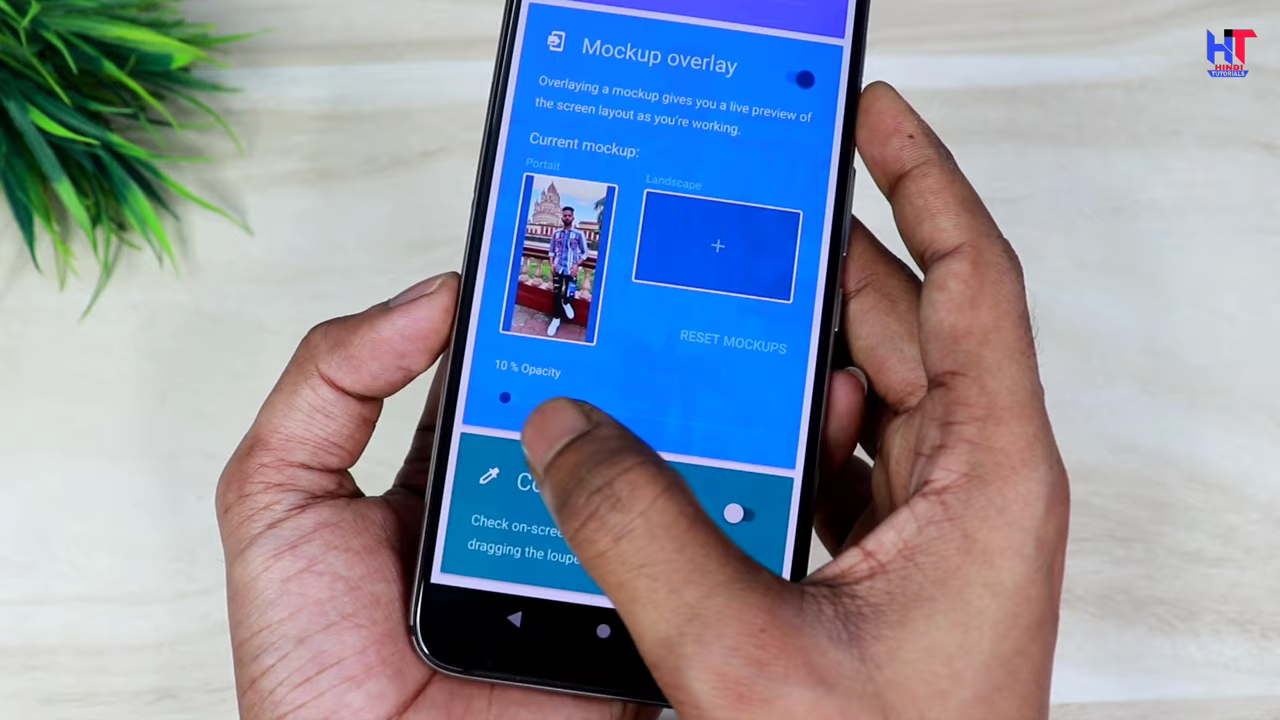 HT
HINDI
TUTORIALS
Mockup overlay
Overlaying a mockup gives you a live preview of
the screen layout as you're working.
Current mockup:
Portait
Landscape
+
RESET MOCKUPS
10 % Opacity
Check on-scree
dragging the loupe